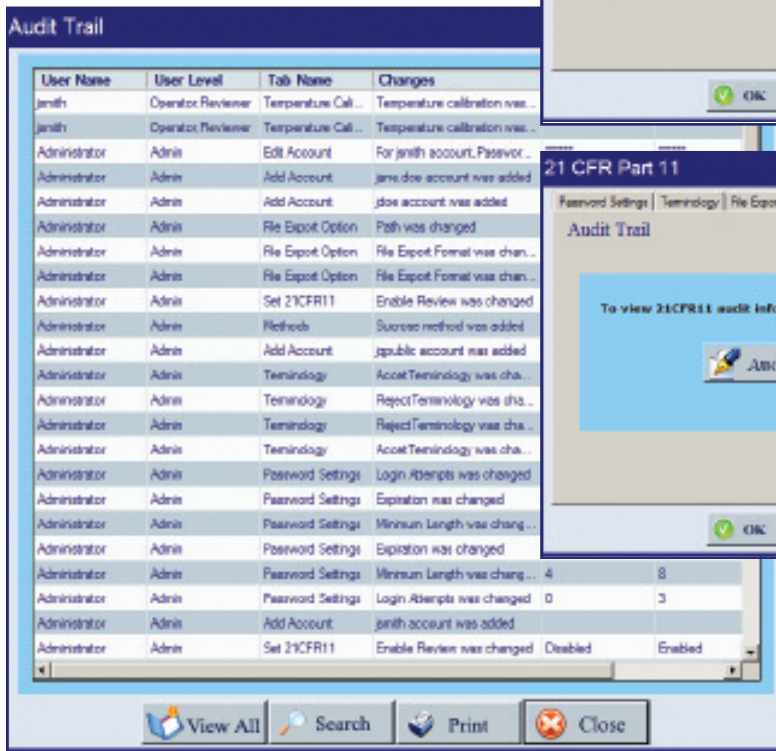 Audit Trail
User Name User Level Tab Name Changes
jsmith Operator,Reviewer Temperature Cali... Temperature calibration was...
jsmith Operator,Reviewer Temperature Cali... Temperature calibration was...
Administrator Admin Edit Account For jsmith account, Passwor...
Administrator Admin Add Account jane.doe account was added
Administrator Admin Add Account jdoe account was added
Administrator Admin File Export Option Path was changed
Administrator Admin File Export Option File Export Format was chan...
Administrator Admin File Export Option File Export Format was chan...
Administrator Admin Set 21CFR11 Enable Review was changed
Administrator Admin Methods Sucrose method was added
Administrator Admin Add Account jqpublic account was added
Administrator Admin Terminology AcceptTerminology was cha...
Administrator Admin Terminology RejectTerminology was cha...
Administrator Admin Terminology RejectTerminology was cha...
Administrator Admin Terminology AcceptTerminology was cha...
Administrator Admin Password Settings Login Attempts was changed
Administrator Admin Password Settings Expiration was changed
Administrator Admin Password Settings Minimum Length was chang...
Administrator Admin Password Settings Expiration was changed
Administrator Admin Password Settings Minimum Length was chang... 4 8
Administrator Admin Password Settings Login Attempts was changed 0 3
Administrator Admin Add Account jsmith account was added
Administrator Admin Set 21CFR11 Enable Review was changed Disabled Enabled
View All Search Print Close
OK
21 CFR Part 11
Password Settings Terminology File Expor
Audit Trail
To view 21CFR11 audit info
Aud
OK